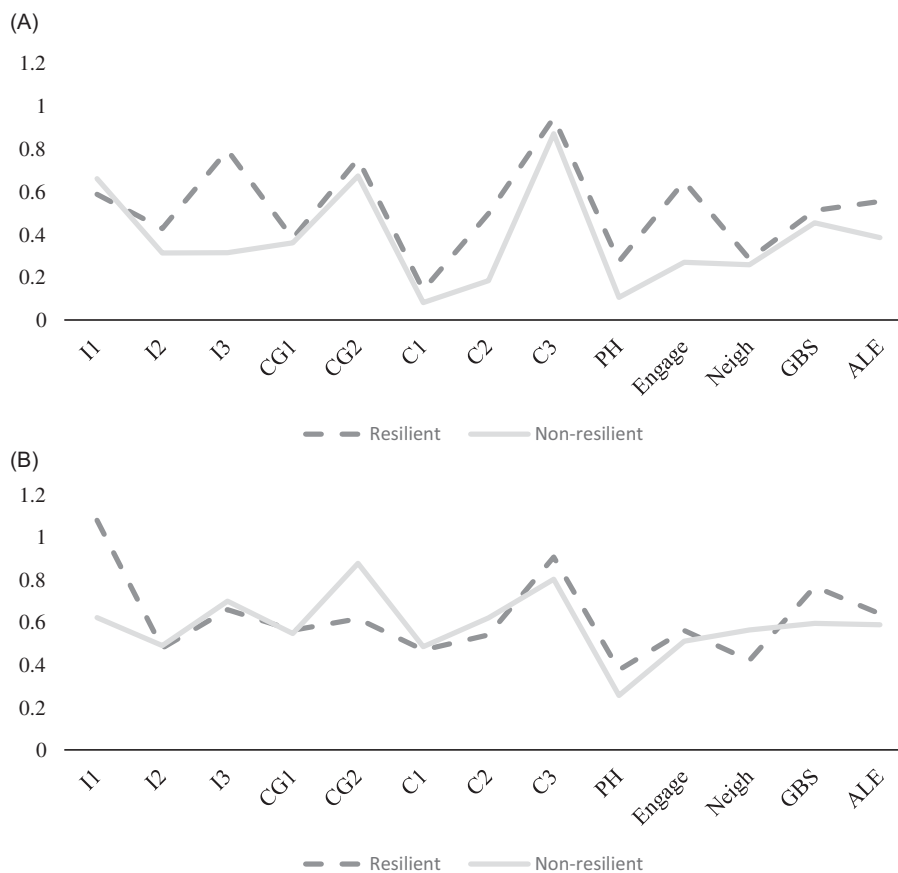 (A)
1.2
1
0.8
0.6
0.4
0.2
0
I1 I2 I3 CG1 CG2 C1 C2 C3 PH Engage Neigh GBS ALE
Resilient Non-resilient
(B)
1.2
1
0.8
0.6
0.4
0.2
0
I1 I2 I3 CG1 CG2 C1 C2 C3 PH Engage Neigh GBS ALE
Resilient Non-resilient